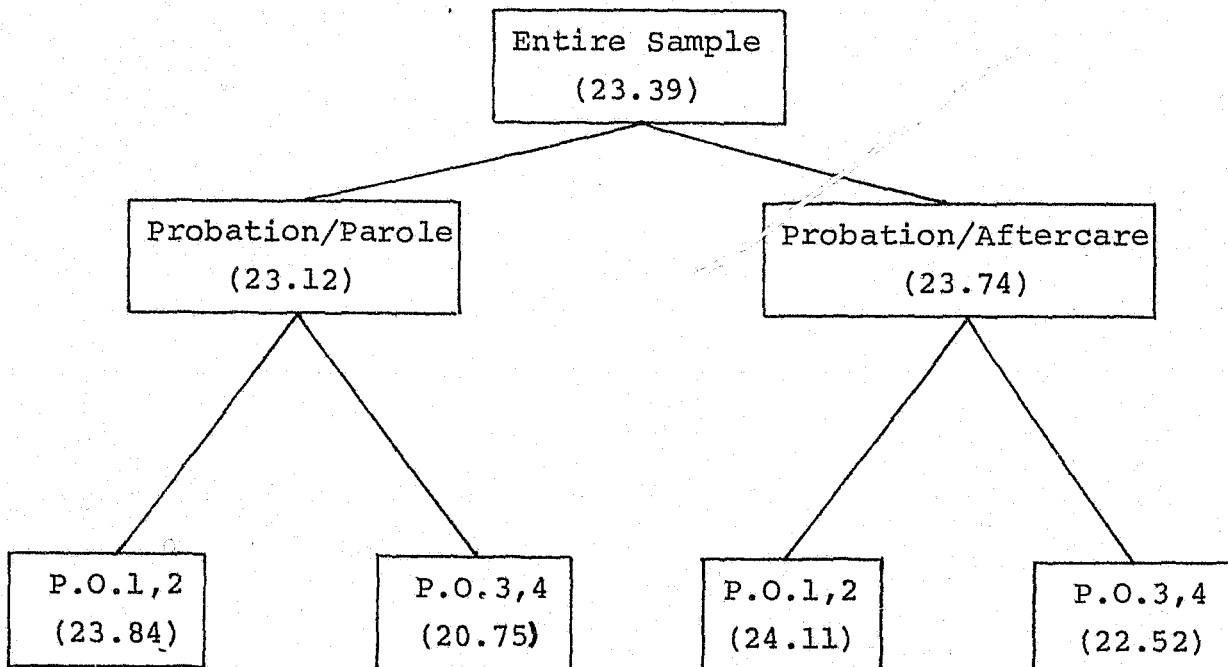 Entire Sample
(23.39)
Probation/Parole
(23.12)
Probation/Aftercare
(23.74)
P.O.1,2
(23.84)
P.O.3,4
(20.75)
P.O.1,2
(24.11)
P.O.3,4
(22.52)